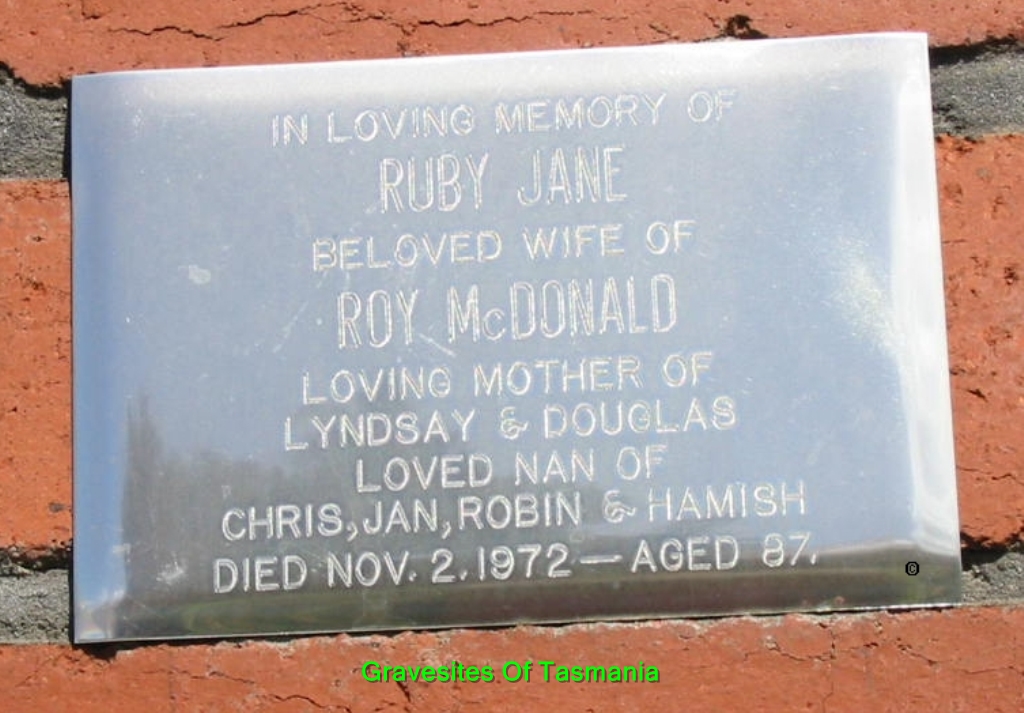 IN LOVING MEMORY OF
RUBY JANE
BELOVED WIFE OF
ROY McDONALD
LOVING MOTHER OF
LYNDSAY & DOUGLAS
LOVED NAN OF
CHRIS, JAN, ROBIN & HAMISH
DIED NOV. 2. 1972 — AGED 87.
©
Gravesites Of Tasmania